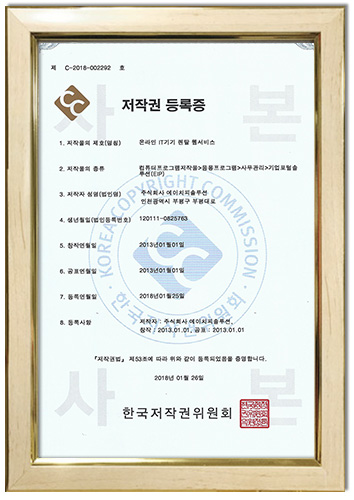 제 C-2018-002292 호
저작권 등록증
1. 저작물의 제호(명칭) 온라인 IT기기 렌탈 웹서비스
2. 저작물의 종류 컴퓨터프로그램저작물>응용프로그램>사무관리>기업포털솔
루션(EIP)
3. 저작자 성명(법인명) 주식회사 에이치피솔루션
인천광역시 부평구 부평대로
4. 생년월일(법인등록번호) 120111-0825763
5. 창작연월일 2013년01월01일
6. 공표연월일 2013년01월01일
7. 등록연월일 2018년01월25일
8. 등록사항 저작자 : 주식회사 에이치피솔루션,
창작 : 2013.01.01, 공표 : 2013.01.01
『저작권법』 제53조에 따라 위와 같이 등록되었음을 증명합니다.
2018년 01월 26일
한국저작권위원회
사 본
사 본
KOREA COPYRIGHT COMMISSION
한국저작권위원회